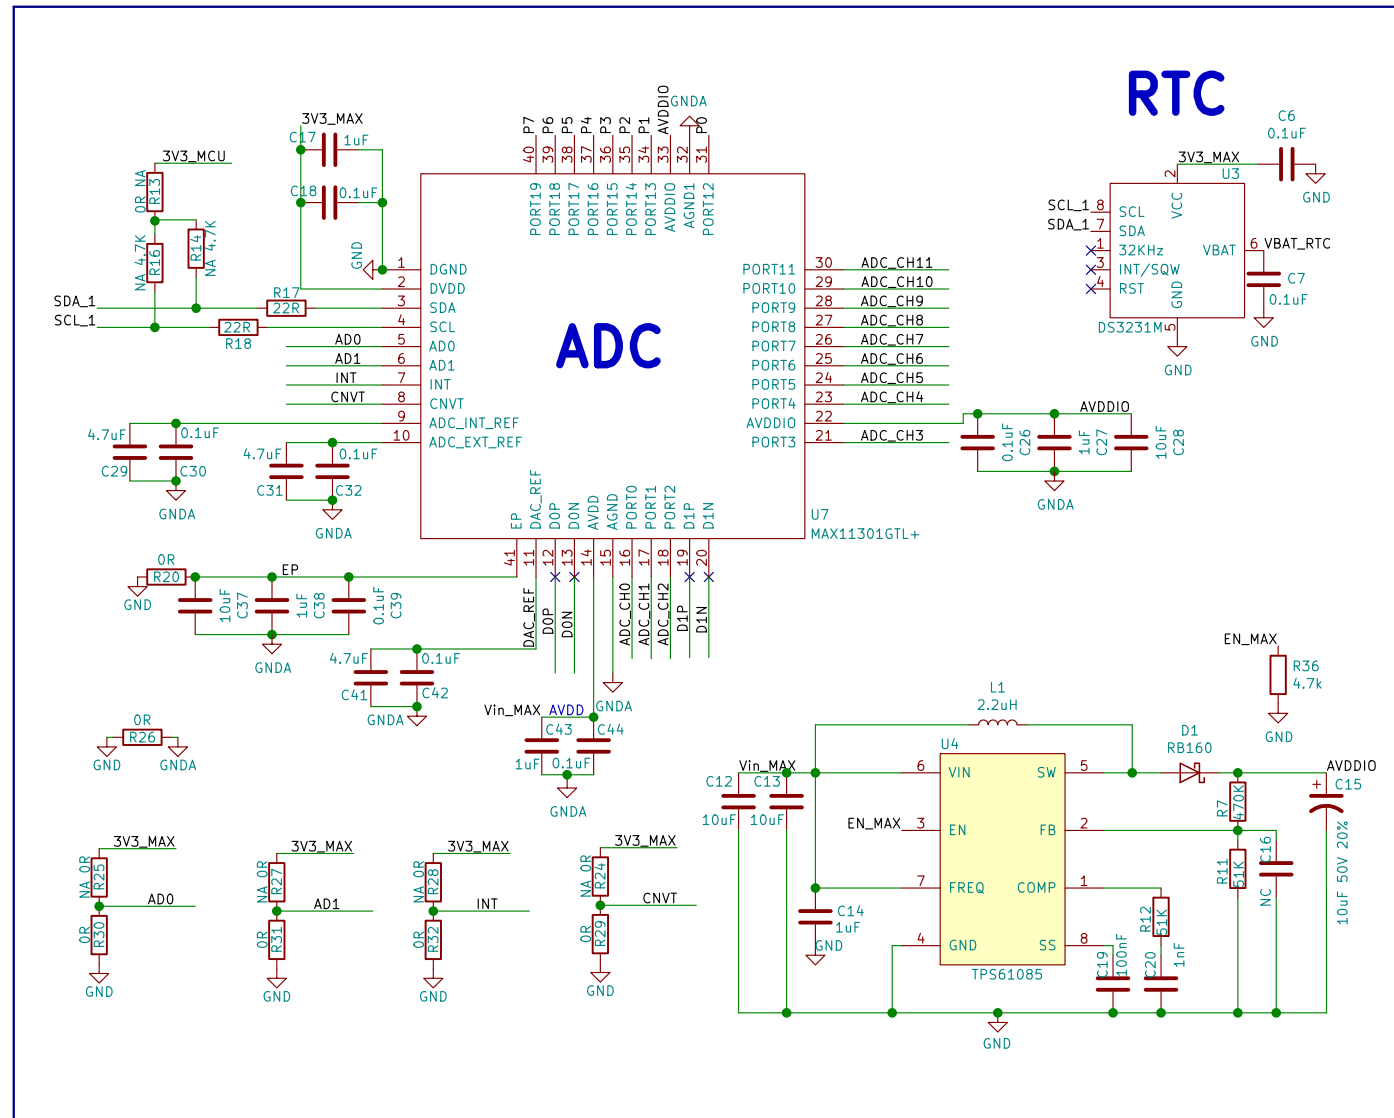 RTC
ADC
3V3_MCU
0R NA
R13
NA 4.7K
R16
R14
NA 4.7K
SDA_1
SCL_1
R17
22R
22R
R18
3V3_MAX
C17
1uF
C18
0.1uF
GND
P7
P6
P5
P4
P3
P2
P1
AVDDIO
GNDA
P0
40
39
38
37
36
35
34
33
32
31
PORT19
PORT18
PORT17
PORT16
PORT15
PORT14
PORT13
AVDDIO
AGND1
PORT12
1 DGND
2 DVDD
3 SDA
4 SCL
AD0 5 AD0
AD1 6 AD1
INT 7 INT
CNVT 8 CNVT
9 ADC_INT_REF
10 ADC_EXT_REF
PORT11 30 ADC_CH11
PORT10 29 ADC_CH10
PORT9 28 ADC_CH9
PORT8 27 ADC_CH8
PORT7 26 ADC_CH7
PORT6 25 ADC_CH6
PORT5 24 ADC_CH5
PORT4 23 ADC_CH4
AVDDIO 22
PORT3 21 ADC_CH3
EP
DAC_REF
D0P
D0N
AVDD
AGND
PORT0
PORT1
PORT2
D1P
D1N
41
11
12
13
14
15
16
17
18
19
20
U7
MAX11301GTL+
DAC_REF
D0P
D0N
ADC_CH0
ADC_CH1
ADC_CH2
D1P
D1N
GNDA
4.7uF
C29
0.1uF
C30
GNDA
4.7uF
C31
0.1uF
C32
GNDA
AVDDIO
0.1uF
C26
1uF
C27
10uF
C28
GNDA
0R
R20
EP
GND
10uF
C37
1uF
C38
0.1uF
C39
GNDA
4.7uF
C41
0.1uF
C42
GNDA
Vin_MAX
AVDD
C43
1uF
C44
0.1uF
GNDA
0R
R26
GND
GNDA
3V3_MAX
NA 0R
R25
AD0
0R
R30
GND
3V3_MAX
NA 0R
R27
AD1
0R
R31
GND
3V3_MAX
NA 0R
R28
INT
0R
R32
GND
3V3_MAX
NA 0R
R24
CNVT
0R
R29
GND
C6
0.1uF
GND
3V3_MAX
2
U3
VCC
SCL_1 8 SCL
SDA_1 7 SDA
1 32KHz
3 INT/SQW
4 RST
VBAT 6 VBAT_RTC
GND
5
DS3231M
GND
C7
0.1uF
GND
EN_MAX
R36
4.7k
GND
L1
2.2uH
U4
D1
RB160
C12
10uF
Vin_MAX
C13
10uF
6 VIN
EN_MAX 3 EN
7 FREQ
4 GND
SW 5
FB 2
COMP 1
SS 8
TPS61085
C14
1uF
GND
R7
470K
R11
51K
C16
NC
AVDDIO
+
C15
10uF 50V 20%
R12
51K
C19
100nF
C20
1nF
GND